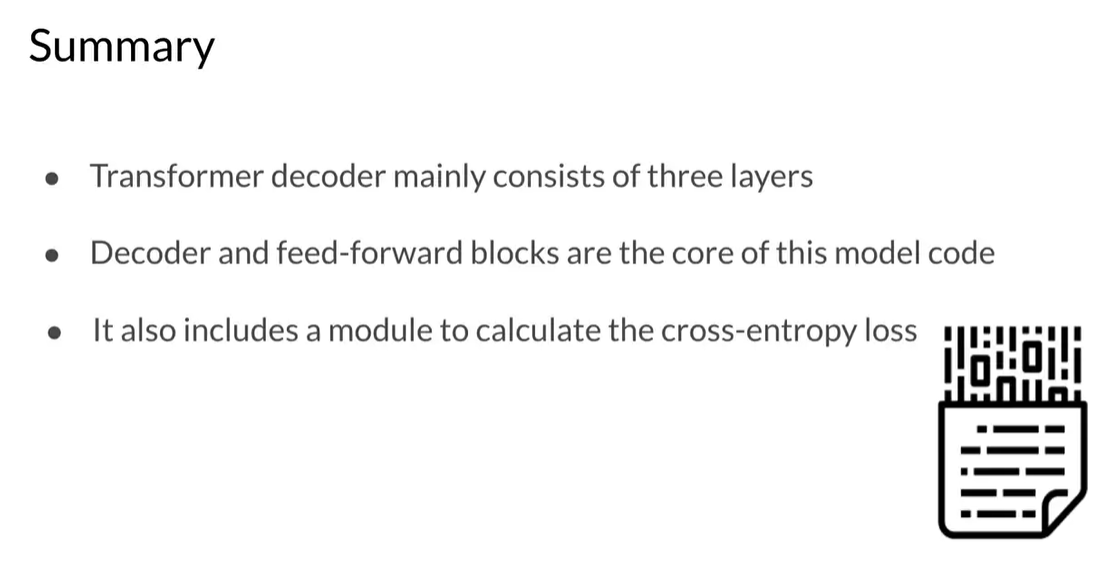 Summary
● Transformer decoder mainly consists of three layers
● Decoder and feed-forward blocks are the core of this model code
● It also includes a module to calculate the cross-entropy loss